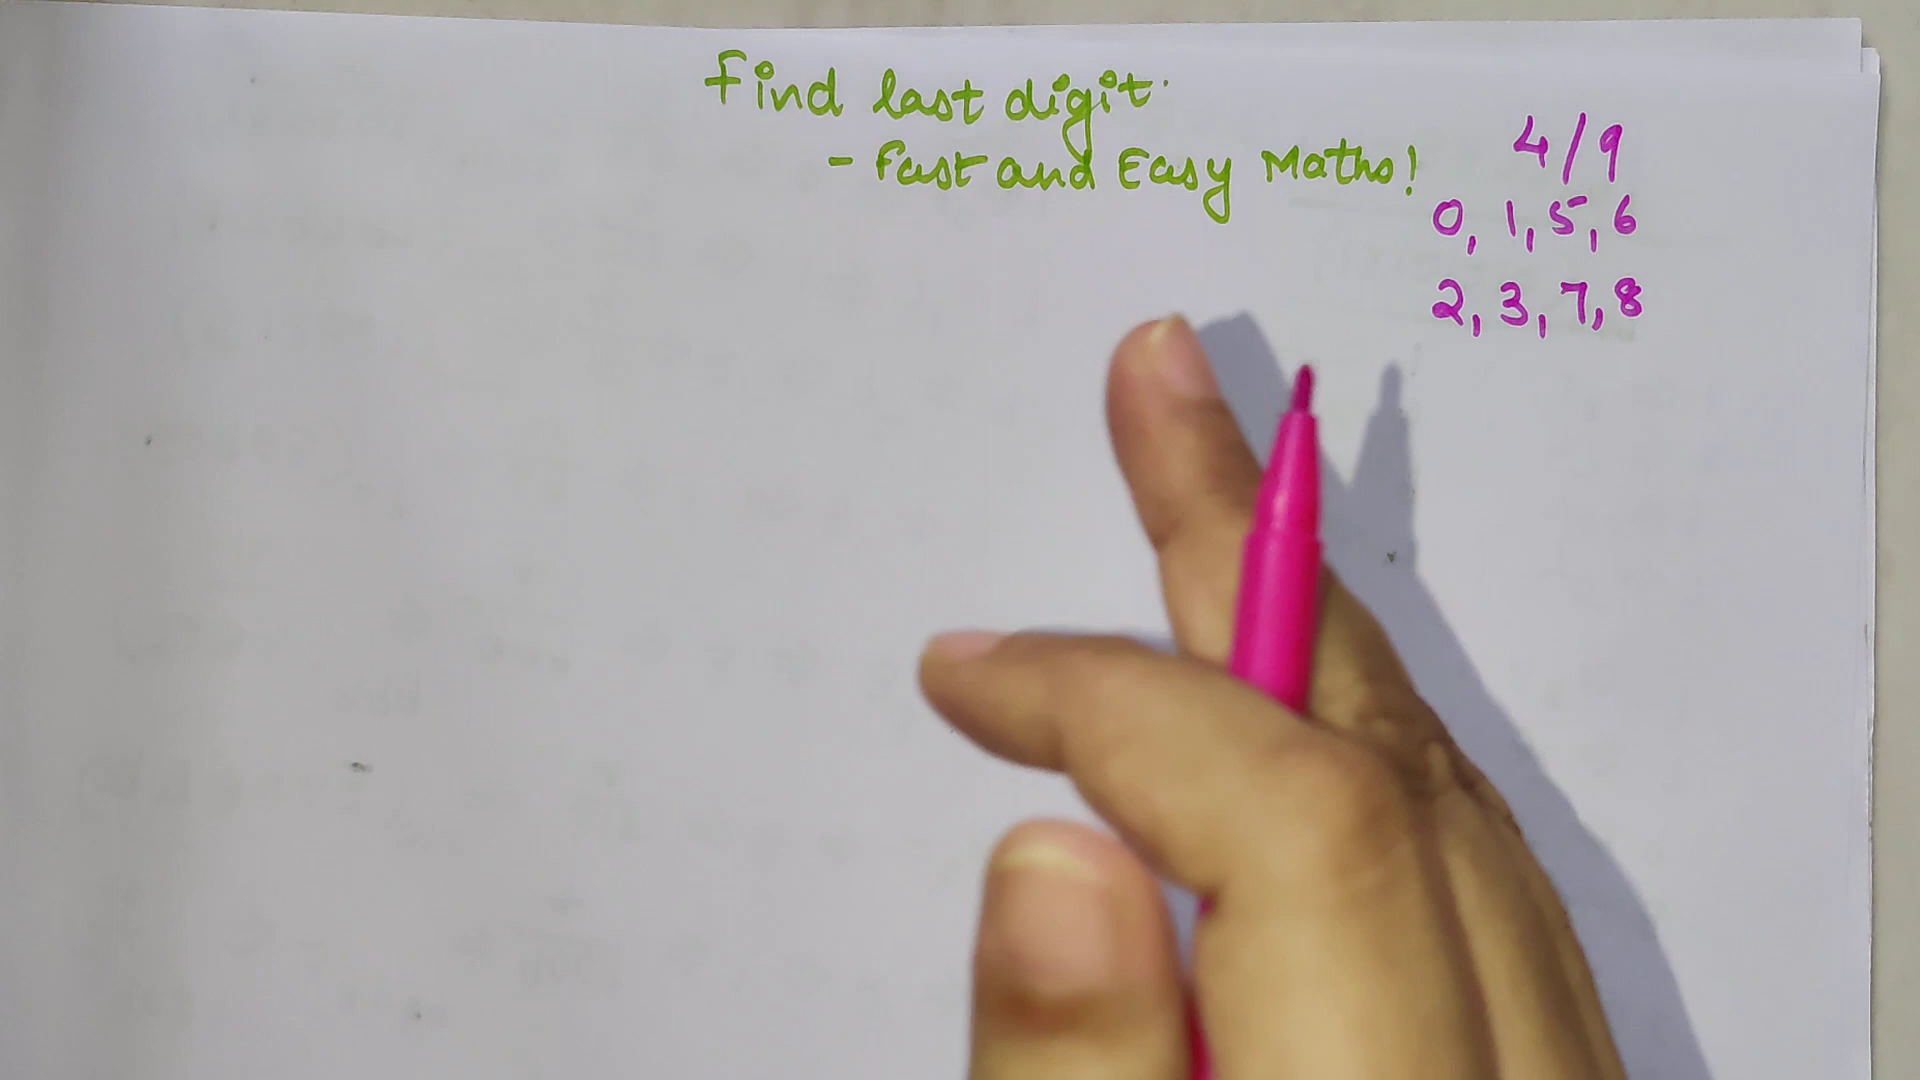 Find last digit.
- Fast and Easy Maths!
4/9
0, 1, 5, 6
2, 3, 7, 8